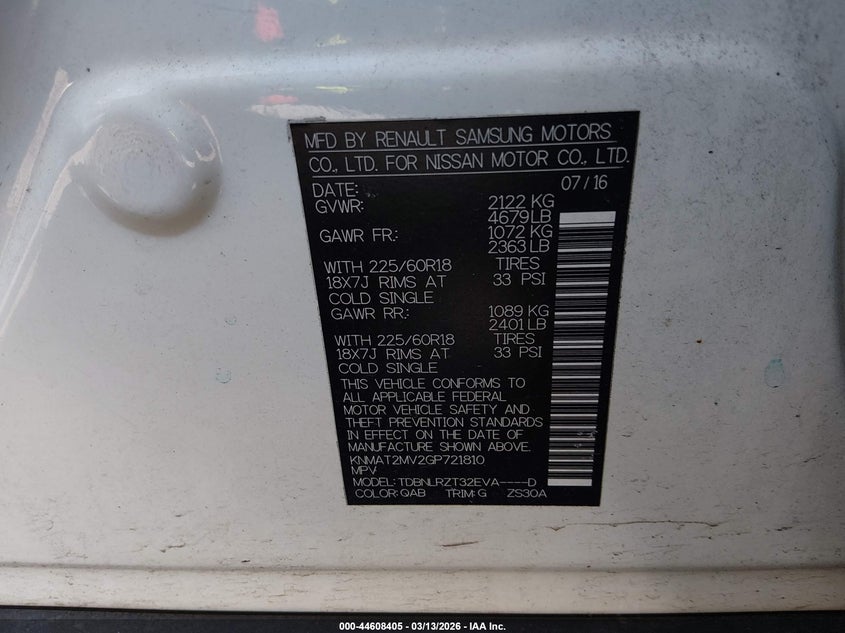 MFD BY RENAULT SAMSUNG MOTORS
CO., LTD. FOR NISSAN MOTOR CO., LTD.
DATE: 07/16
GVWR: 2122 KG
4679 LB
GAWR FR.: 1072 KG
2363 LB
WITH 225/60R18 TIRES
18X7J RIMS AT 33 PSI
COLD SINGLE
GAWR RR.: 1089 KG
2401 LB
WITH 225/60R18 TIRES
18X7J RIMS AT 33 PSI
COLD SINGLE
THIS VEHICLE CONFORMS TO
ALL APPLICABLE FEDERAL
MOTOR VEHICLE SAFETY AND
THEFT PREVENTION STANDARDS
IN EFFECT ON THE DATE OF
MANUFACTURE SHOWN ABOVE.
KNMAT2MV2GP721810
MPV
MODEL: TDBNLRZT32EVA----D
COLOR: QAB TRIM: G ZS30A
000-44608405 - 03/13/2026 - IAA Inc.